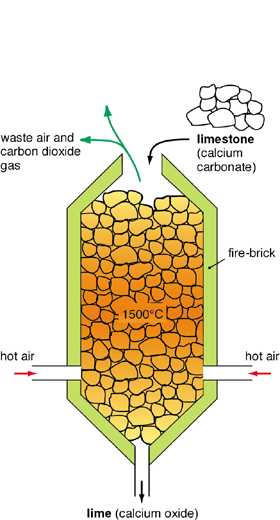 waste air and
carbon dioxide
gas
limestone
(calcium
carbonate)
fire-brick
1500°C
hot air
hot air
lime (calcium oxide)